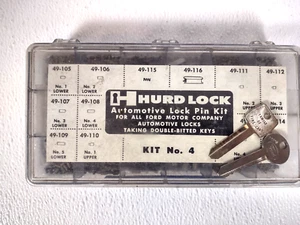 49-105
49-106
49-115
49-116
49-111
49-112
No. 1
LOWER
No. 2
LOWER
No. 1
UPPER
HURD LOCK
Automotive Lock Pin Kit
FOR ALL FORD MOTOR COMPANY
AUTOMOTIVE LOCKS
TAKING DOUBLE-BITTED KEYS
KIT No. 4
49-107
49-108
No. 3
LOWER
No. 4
LOWER
49-109
49-110
No. 5
LOWER
No. 1
UPPER